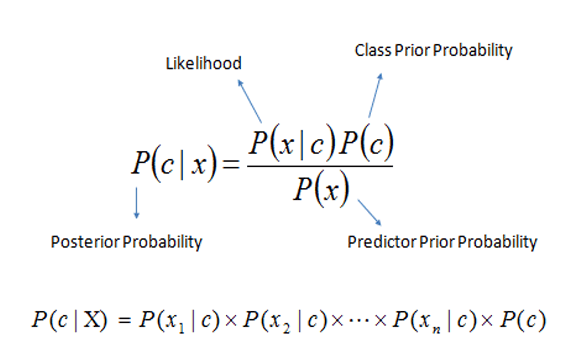 Class Prior Probability
Likelihood
P(c | x) = P(x | c)P(c) / P(x)
Posterior Probability
Predictor Prior Probability
P(c | X) = P(x₁ | c) × P(x₂ | c) × ··· × P(xₙ | c) × P(c)